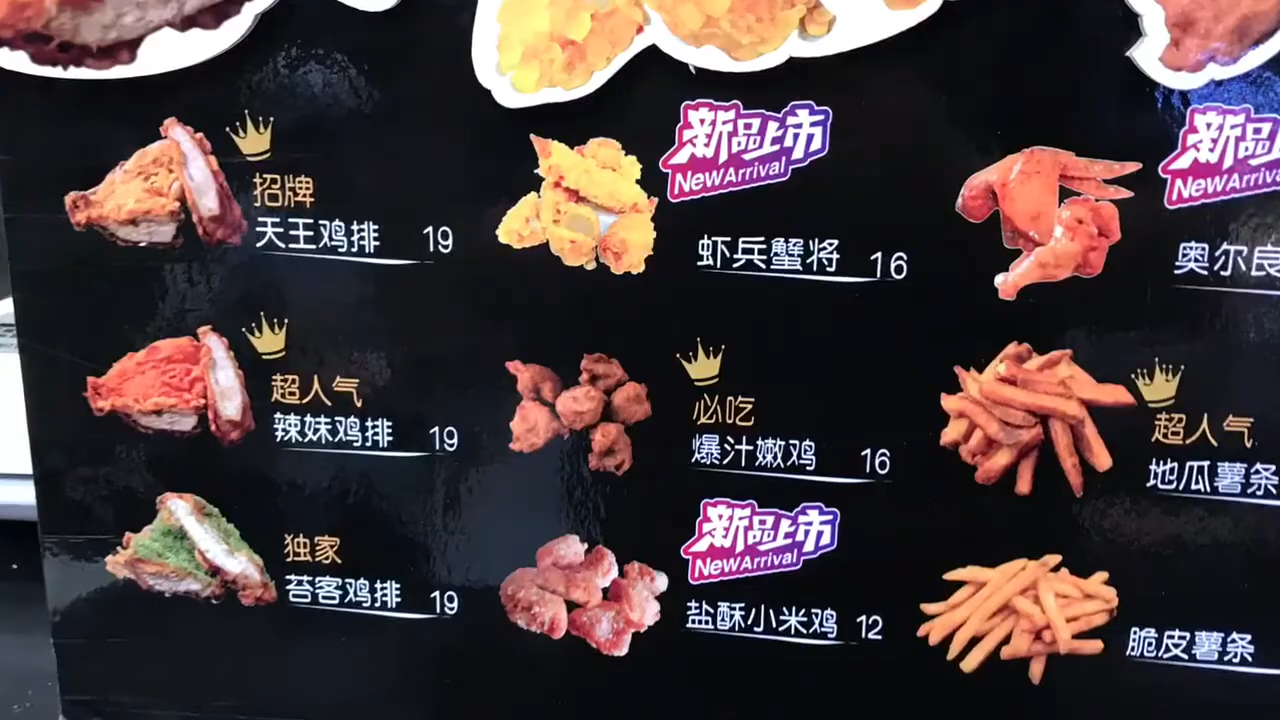 招牌
天王鸡排 19
超人气
辣妹鸡排 19
独家
苔客鸡排 19
新品上市
NewArrival
虾兵蟹将 16
必吃
爆汁嫩鸡 16
新品上市
NewArrival
盐酥小米鸡 12
新品
NewArriva
奥尔良
超人气
地瓜薯条
脆皮薯条